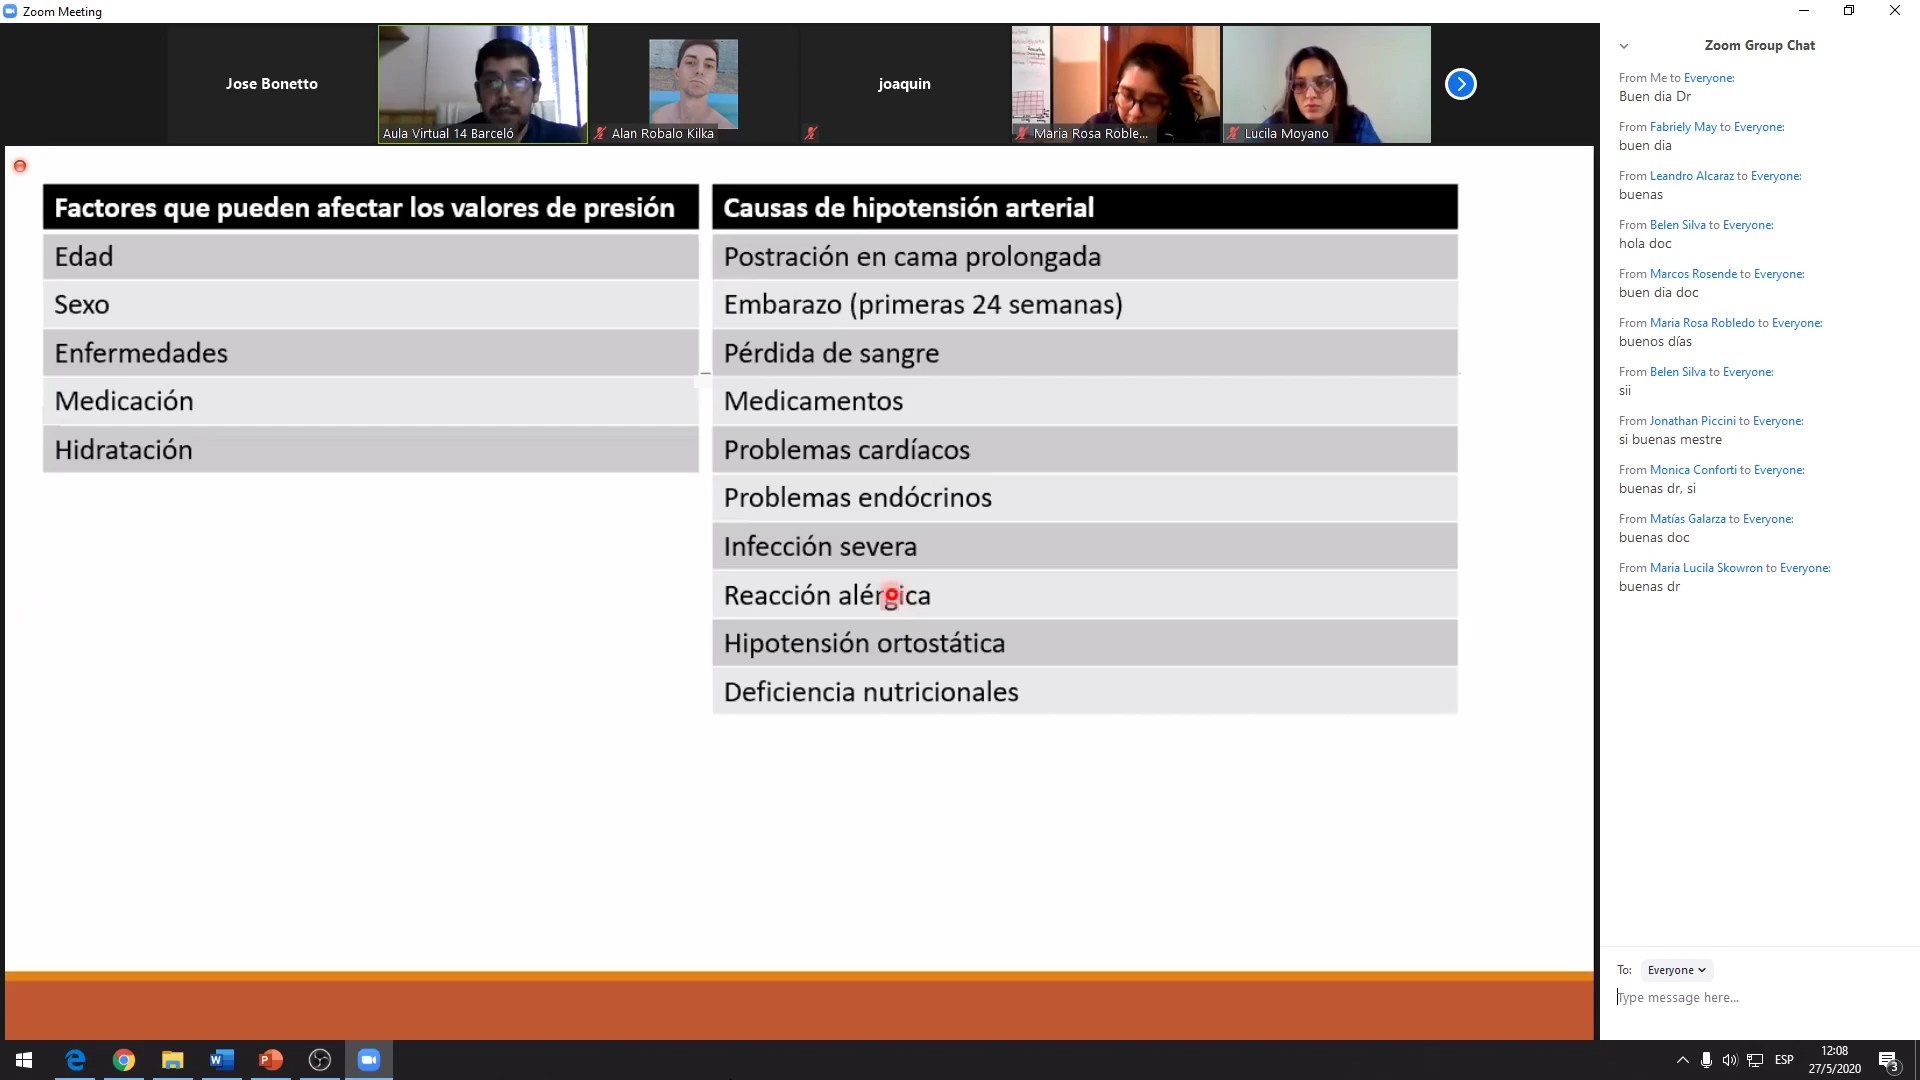 Zoom Meeting
Jose Bonetto
Aula Virtual 14 Barceló
Alan Robalo Kilka
joaquin
Maria Rosa Roble...
Lucila Moyano
Factores que pueden afectar los valores de presión
Edad
Sexo
Enfermedades
Medicación
Hidratación
Causas de hipotensión arterial
Postración en cama prolongada
Embarazo (primeras 24 semanas)
Pérdida de sangre
Medicamentos
Problemas cardíacos
Problemas endócrinos
Infección severa
Reacción alérgica
Hipotensión ortostática
Deficiencia nutricionales
Zoom Group Chat
From Me to Everyone:
Buen dia Dr
From Fabriely May to Everyone:
buen dia
From Leandro Alcaraz to Everyone:
buenas
From Belen Silva to Everyone:
hola doc
From Marcos Rosende to Everyone:
buen dia doc
From Maria Rosa Robledo to Everyone:
buenos días
From Belen Silva to Everyone:
sii
From Jonathan Piccini to Everyone:
si buenas mestre
From Monica Conforti to Everyone:
buenas dr, si
From Matías Galarza to Everyone:
buenas doc
From Maria Lucila Skowron to Everyone:
buenas dr
To: Everyone
Type message here...
ESP
12:08
27/5/2020
3